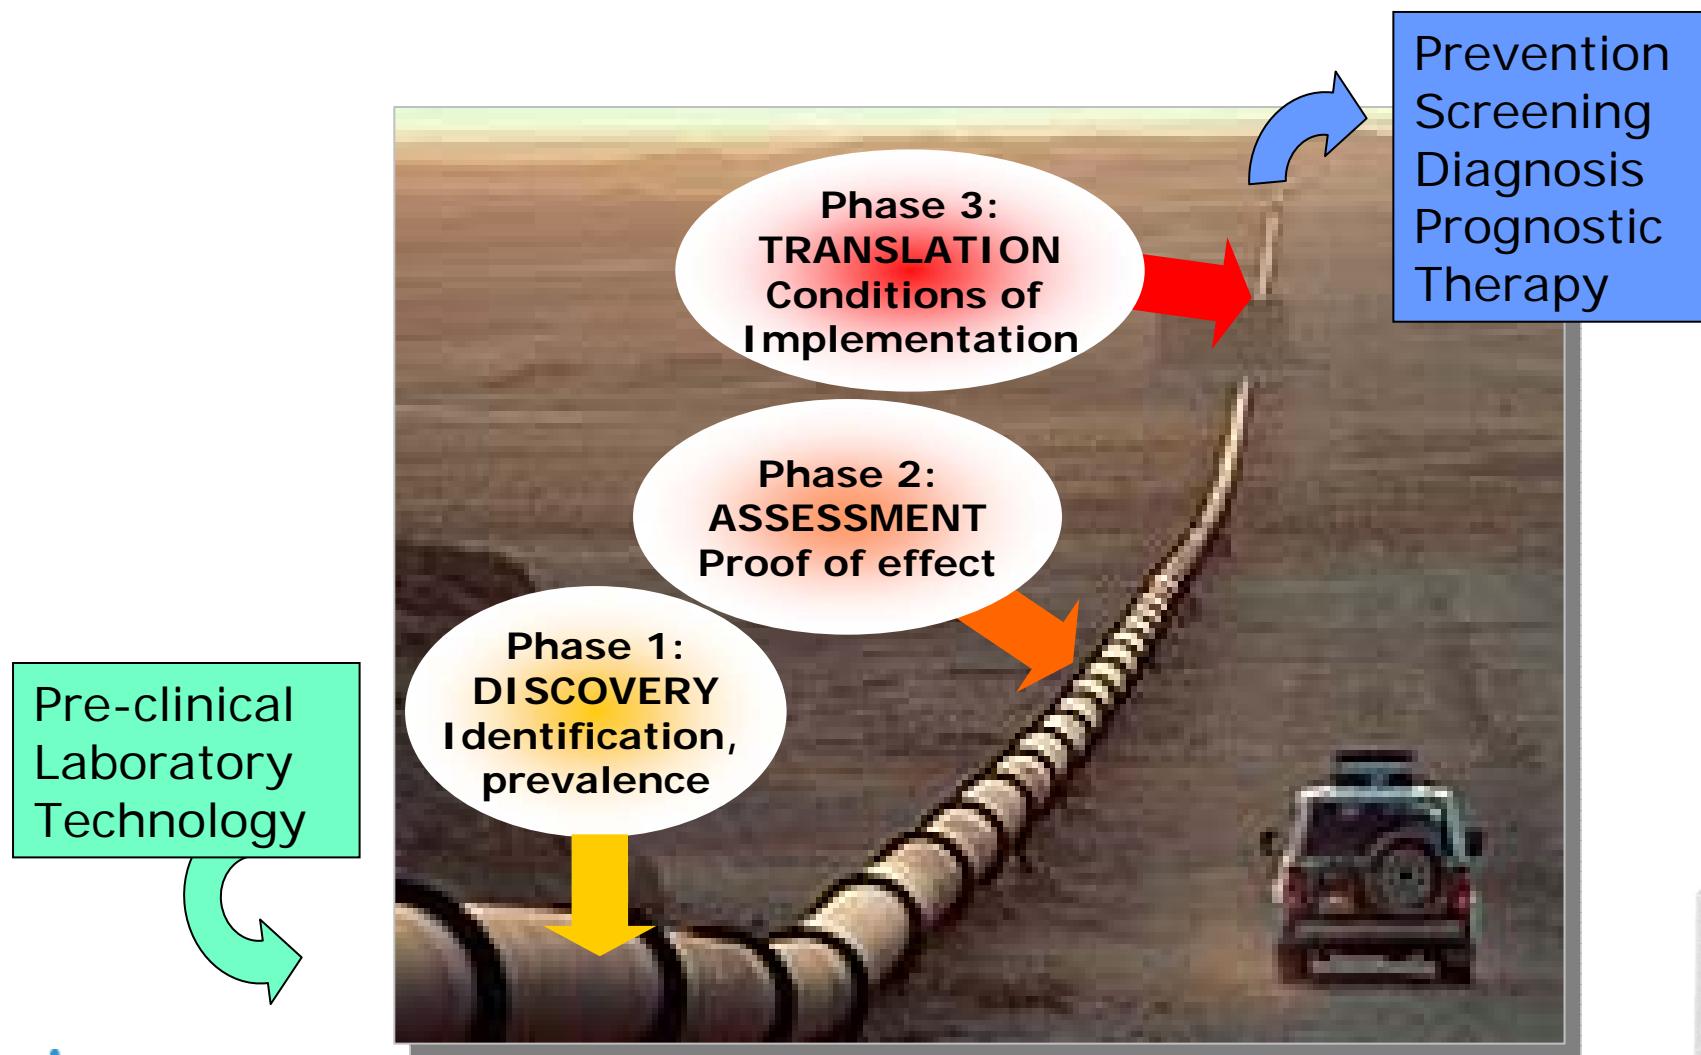 Prevention
Screening
Diagnosis
Prognostic
Therapy
Phase 3:
TRANSLATION
Conditions of
Implementation
Phase 2:
ASSESSMENT
Proof of effect
Phase 1:
DISCOVERY
Identification,
prevalence
Pre-clinical
Laboratory
Technology